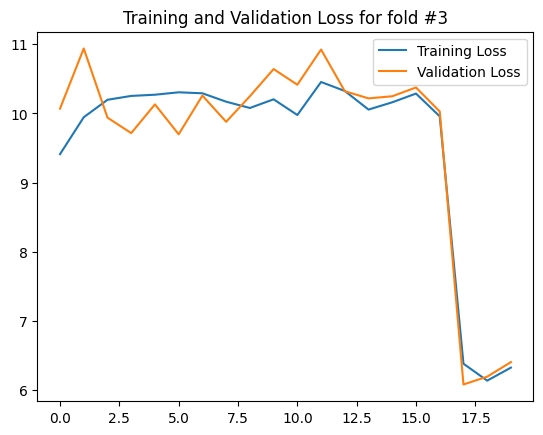 Training and Validation Loss for fold #3
Training Loss
Validation Loss
11
10
9
8
7
6
0.0 2.5 5.0 7.5 10.0 12.5 15.0 17.5